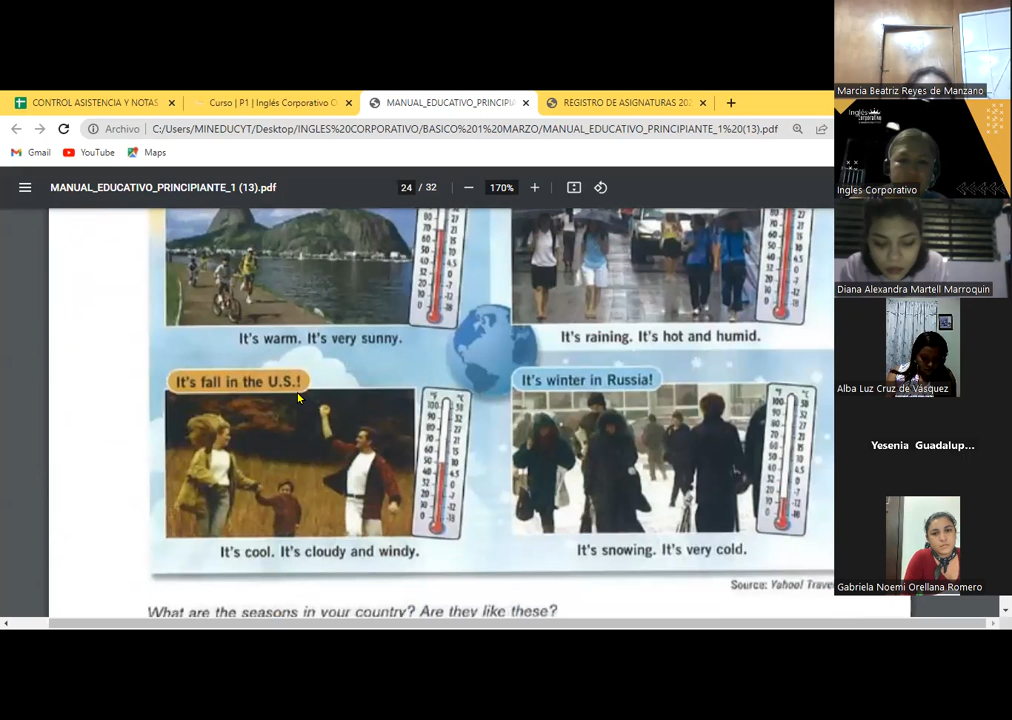 CONTROL ASISTENCIA Y NOTAS
Curso | P1 | Inglés Corporativo C
MANUAL_EDUCATIVO_PRINCIPI
REGISTRO DE ASIGNATURAS 202
Archivo
C:/Users/MINEDUCYT/Desktop/INGLES%20CORPORATIVO/BASICO%201%20MARZO/MANUAL_EDUCATIVO_PRINCIPIANTE_1%20(13).pdf
Gmail YouTube Maps
MANUAL_EDUCATIVO_PRINCIPIANTE_1 (13).pdf
24 / 32
170%
It's warm. It's very sunny.
It's raining. It's hot and humid.
It's fall in the U.S.!
It's winter in Russia!
It's cool. It's cloudy and windy.
It's snowing. It's very cold.
Source: Yahoo! Trave
What are the seasons in your country? Are they like these?
Marcia Beatriz Reyes de Manzano
Inglés
Corporativo
Ingles Corporativo
Diana Alexandra Martell Marroquin
Alba Luz Cruz de Vásquez
Yesenia Guadalup...
Gabriela Noemi Orellana Romero